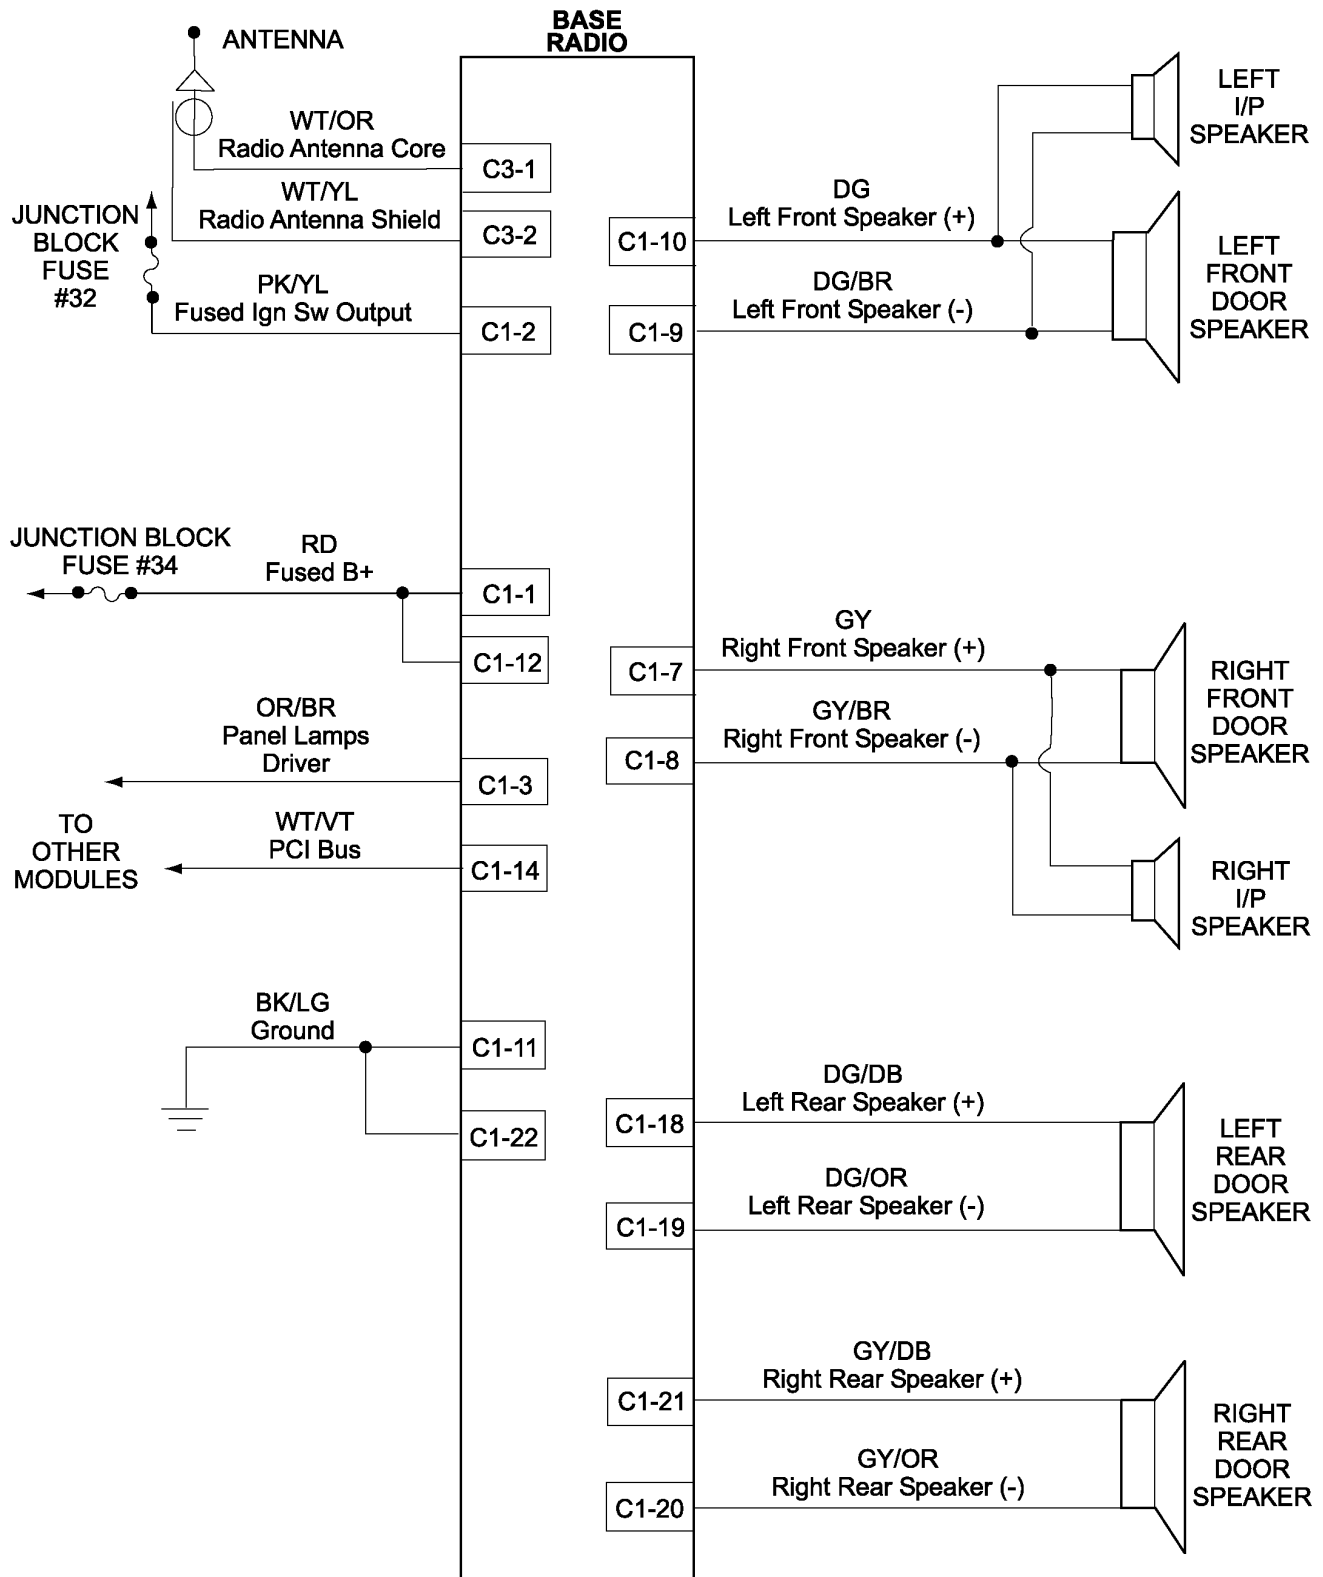 BASE
RADIO
ANTENNA
WT/OR
Radio Antenna Core
C3-1
WT/YL
Radio Antenna Shield
C3-2
JUNCTION
BLOCK
FUSE
#32
PK/YL
Fused Ign Sw Output
C1-2
JUNCTION BLOCK
FUSE #34
RD
Fused B+
C1-1
C1-12
OR/BR
Panel Lamps
Driver
C1-3
TO
OTHER
MODULES
WT/VT
PCI Bus
C1-14
BK/LG
Ground
C1-11
C1-22
LEFT
I/P
SPEAKER
DG
Left Front Speaker (+)
C1-10
DG/BR
Left Front Speaker (-)
C1-9
LEFT
FRONT
DOOR
SPEAKER
GY
Right Front Speaker (+)
C1-7
GY/BR
Right Front Speaker (-)
C1-8
RIGHT
FRONT
DOOR
SPEAKER
RIGHT
I/P
SPEAKER
DG/DB
Left Rear Speaker (+)
C1-18
DG/OR
Left Rear Speaker (-)
C1-19
LEFT
REAR
DOOR
SPEAKER
GY/DB
Right Rear Speaker (+)
C1-21
GY/OR
Right Rear Speaker (-)
C1-20
RIGHT
REAR
DOOR
SPEAKER